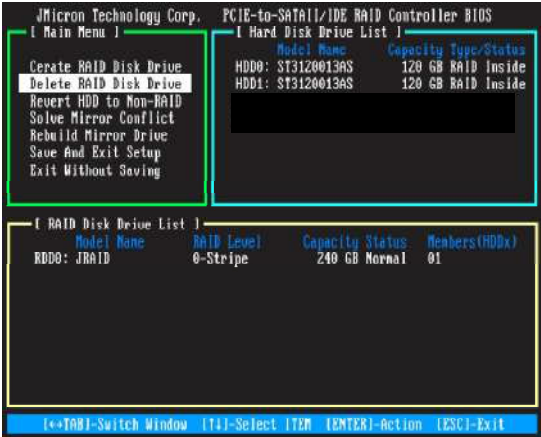 JMicron Technology Corp.   PCIE-to-SATAII/IDE RAID Controller BIOS
[ Main Menu ]
Cerate RAID Disk Drive
Delete RAID Disk Drive
Revert HDD to Non-RAID
Solve Mirror Conflict
Rebuild Mirror Drive
Save And Exit Setup
Exit Without Saving
[ Hard Disk Drive List ]
Model Name   Capacity Type/Status
HDD0: ST3120013AS   120 GB RAID Inside
HDD1: ST3120013AS   120 GB RAID Inside
[ RAID Disk Drive List ]
Model Name   RAID Level   Capacity Status   Members(HDDx)
RDD0: JRAID   0-Stripe   240 GB Normal   01
[↔TAB]-Switch Window   [↑↓]-Select ITEM   [ENTER]-Action   [ESC]-Exit